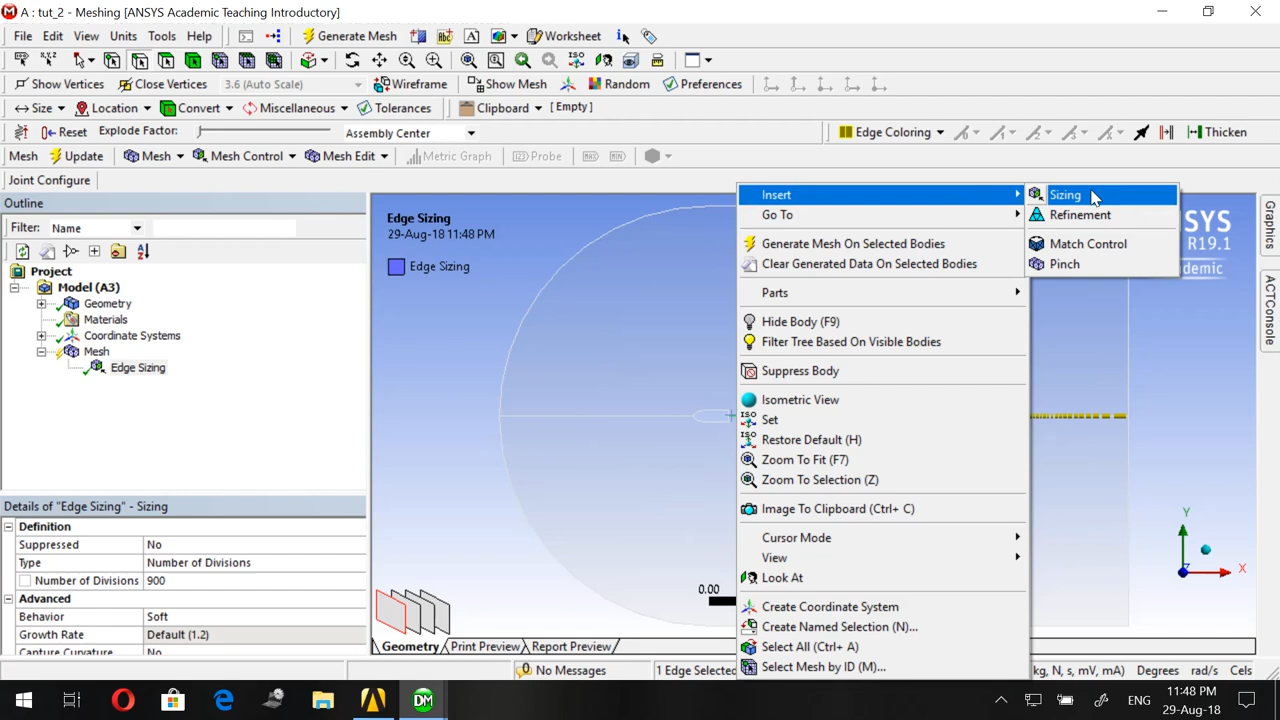 A : tut_2 - Meshing [ANSYS Academic Teaching Introductory]
File Edit View Units Tools Help Generate Mesh Worksheet
Show Vertices Close Vertices 3.6 (Auto Scale) Wireframe Show Mesh Random Preferences
Size Location Convert Miscellaneous Tolerances Clipboard [Empty]
Reset Explode Factor: Assembly Center Edge Coloring Thicken
Mesh Update Mesh Mesh Control Mesh Edit Metric Graph Probe
Joint Configure
Outline
Filter: Name
Project
Model (A3)
Geometry
Materials
Coordinate Systems
Mesh
Edge Sizing
Details of "Edge Sizing" - Sizing
Definition
Suppressed No
Type Number of Divisions
Number of Divisions 900
Advanced
Behavior Soft
Growth Rate Default (1.2)
Capture Curvature No
Edge Sizing
29-Aug-18 11:48 PM
Edge Sizing
0.00
Insert
Go To
Generate Mesh On Selected Bodies
Clear Generated Data On Selected Bodies
Parts
Hide Body (F9)
Filter Tree Based On Visible Bodies
Suppress Body
Isometric View
ISO Set
ISO Restore Default (H)
Zoom To Fit (F7)
Zoom To Selection (Z)
Image To Clipboard (Ctrl+ C)
Cursor Mode
View
Look At
Create Coordinate System
Create Named Selection (N)...
Select All (Ctrl+ A)
Select Mesh by ID (M)...
Sizing
Refinement
Match Control
Pinch
NSYS
R19.1
demic
Y
X
Graphics
ACTConsole
Geometry Print Preview Report Preview
No Messages 1 Edge Selected kg, N, s, mV, mA) Degrees rad/s Cels
DM
ENG
11:48 PM
29-Aug-18